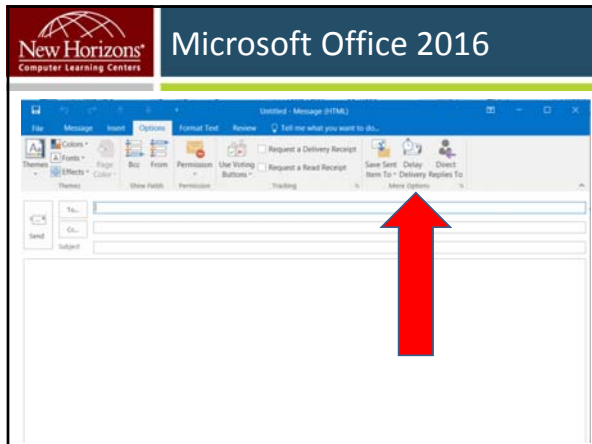 New Horizons®
Computer Learning Centers
Microsoft Office 2016
Untitled - Message (HTML)
File Message Insert Options Format Text Review Tell me what you want to do...
Themes
Colors
Fonts
Effects
Page Color
Bcc
From
Permission
Use Voting Buttons
Request a Delivery Receipt
Request a Read Receipt
Save Sent Item To
Delay Delivery
Direct Replies To
Themes Show Fields Permission Tracking More Options
Send
To...
Cc...
Subject